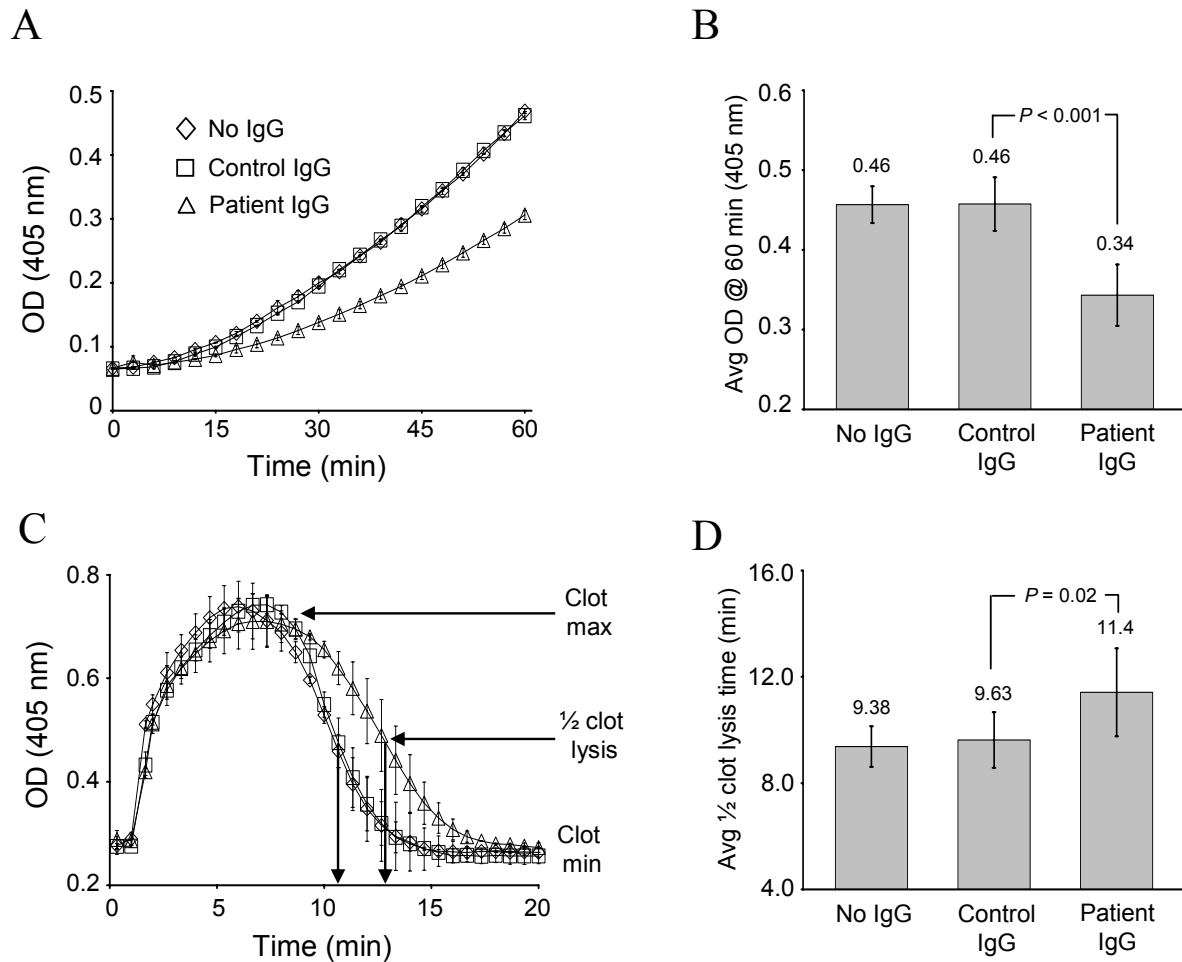 A
OD (405 nm)
0.5
0.4
0.3
0.2
0.1
0
No IgG
Control IgG
Patient IgG
0 15 30 45 60
Time (min)
B
Avg OD @ 60 min (405 nm)
0.6
0.5
0.4
0.3
0.2
P < 0.001
0.46
0.46
0.34
No IgG
Control
IgG
Patient
IgG
C
OD (405 nm)
0.8
0.6
0.4
0.2
Clot
max
½ clot
lysis
Clot
min
0 5 10 15 20
Time (min)
D
Avg ½ clot lysis time (min)
16.0
12.0
8.0
4.0
P = 0.02
9.38
9.63
11.4
No IgG
Control
IgG
Patient
IgG